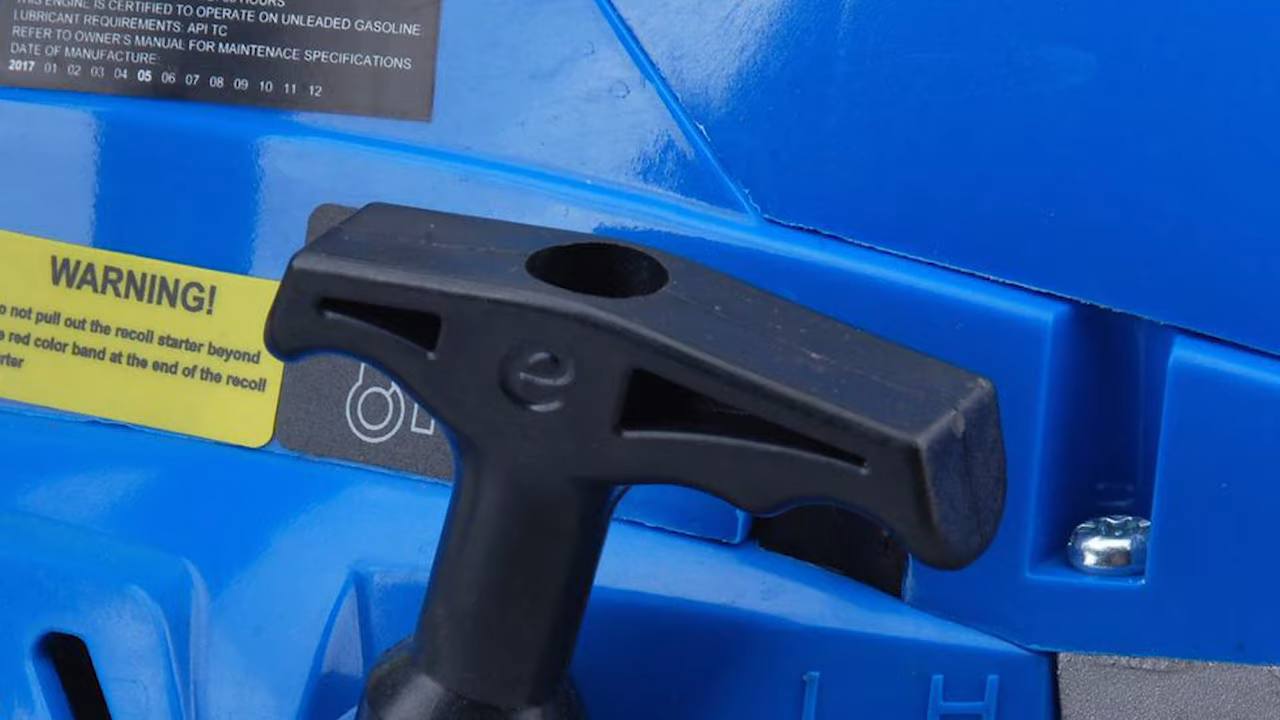 THIS ENGINE IS CERTIFIED TO OPERATE ON UNLEADED GASOLINE
LUBRICANT REQUIREMENTS: API TC
REFER TO OWNER'S MANUAL FOR MAINTENACE SPECIFICATIONS
DATE OF MANUFACTURE:
2017 01 02 03 04 05 06 07 08 09 10 11 12
WARNING!
o not pull out the recoil starter beyond
e red color band at the end of the recoil
rter
e
H